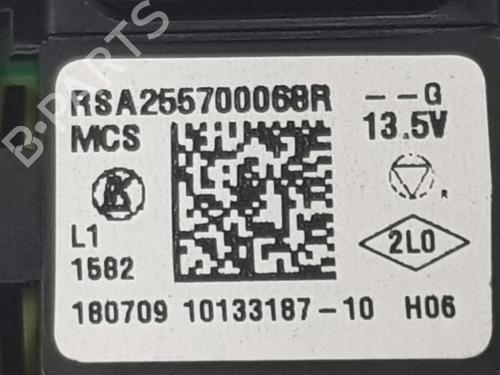 B-PARTS
RSA255700068R --G
MCS 13.5V
K R
L1 2L0
1582
180709 10133187-10 H06